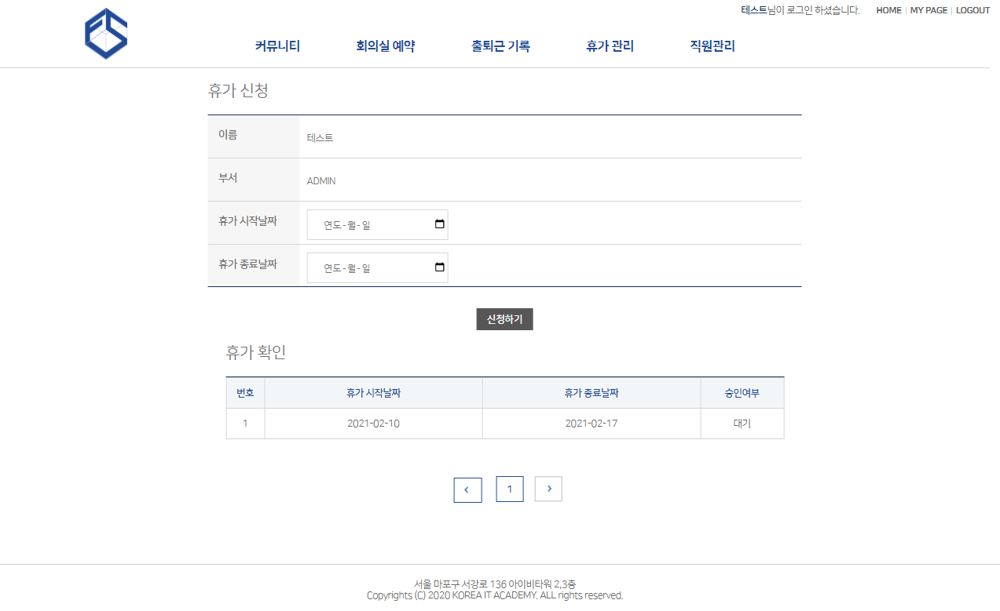 테스트님이 로그인 하셨습니다. HOME | MY PAGE | LOGOUT
커뮤니티 회의실 예약 출퇴근 기록 휴가 관리 직원관리
휴가 신청
이름 테스트
부서 ADMIN
휴가 시작날짜 연도-월-일
휴가 종료날짜 연도-월-일
신청하기
휴가 확인
번호 휴가 시작날짜 휴가 종료날짜 승인여부
1 2021-02-10 2021-02-17 대기
< 1 >
서울 마포구 서강로 136 아이비타워 2,3층
Copyrights (C) 2020 KOREA IT ACADEMY. ALL rights reserved.